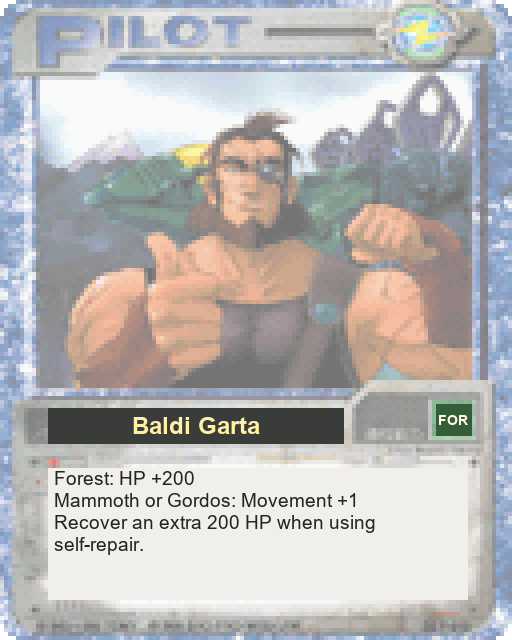 PILOT
Baldi Garta
FOR
Forest: HP +200
Mammoth or Gordos: Movement +1
Recover an extra 200 HP when using
self-repair.